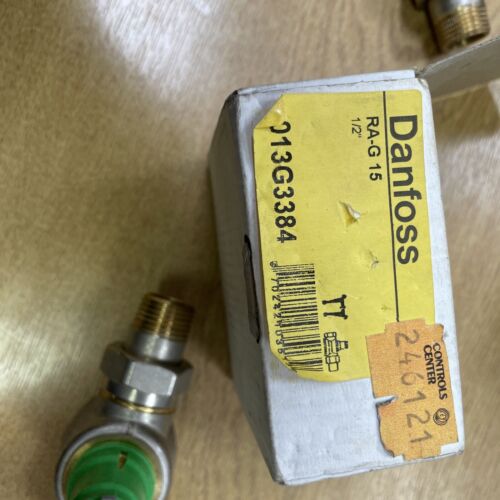 Danfoss
RA-G 15
1/2"
013G3384
CONTROLS
CENTER
246121